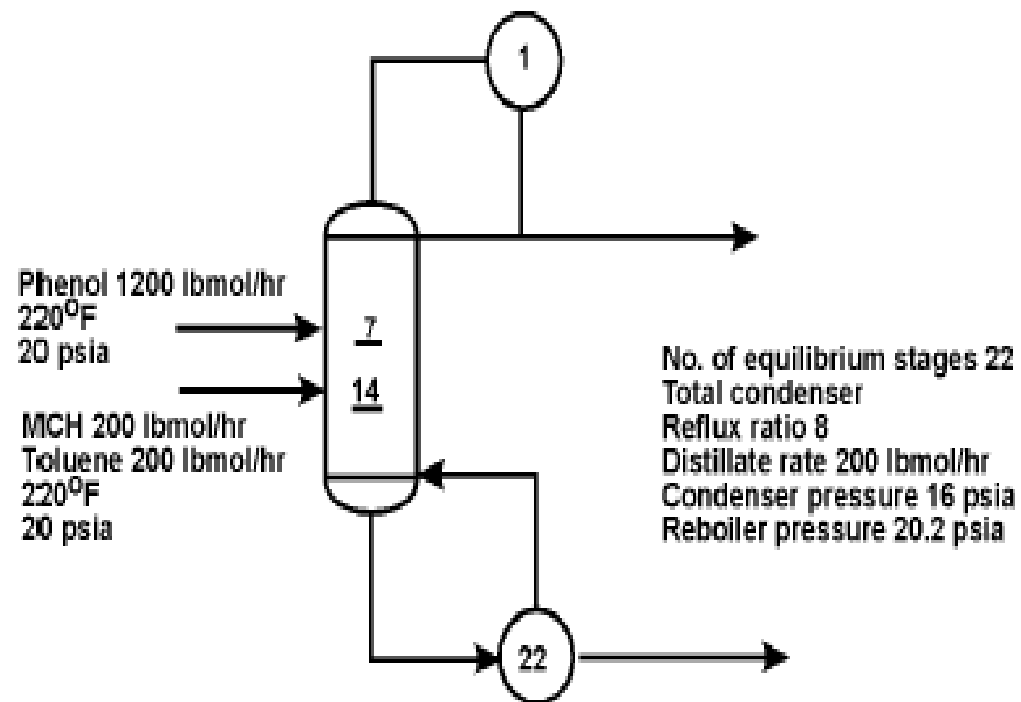 1
Phenol 1200 lbmol/hr
220°F
20 psia
7
14
MCH 200 lbmol/hr
Toluene 200 lbmol/hr
220°F
20 psia
No. of equilibrium stages 22
Total condenser
Reflux ratio 8
Distillate rate 200 lbmol/hr
Condenser pressure 16 psia
Reboiler pressure 20.2 psia
22